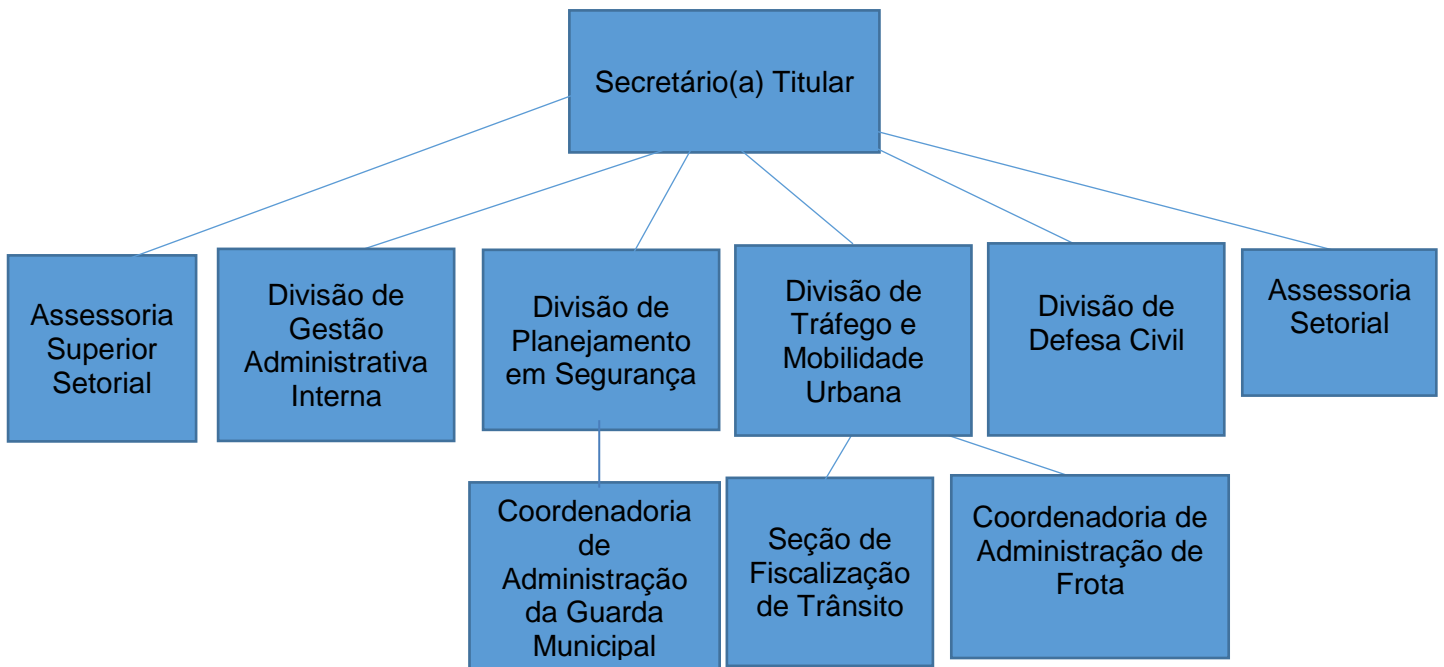 Secretário(a) Titular
Assessoria
Superior
Setorial
Divisão de
Gestão
Administrativa
Interna
Divisão de
Planejamento
em Segurança
Divisão de
Tráfego e
Mobilidade
Urbana
Divisão de
Defesa Civil
Assessoria
Setorial
Coordenadoria
de
Administração
da Guarda
Municipal
Seção de
Fiscalização
de Trânsito
Coordenadoria de
Administração de
Frota